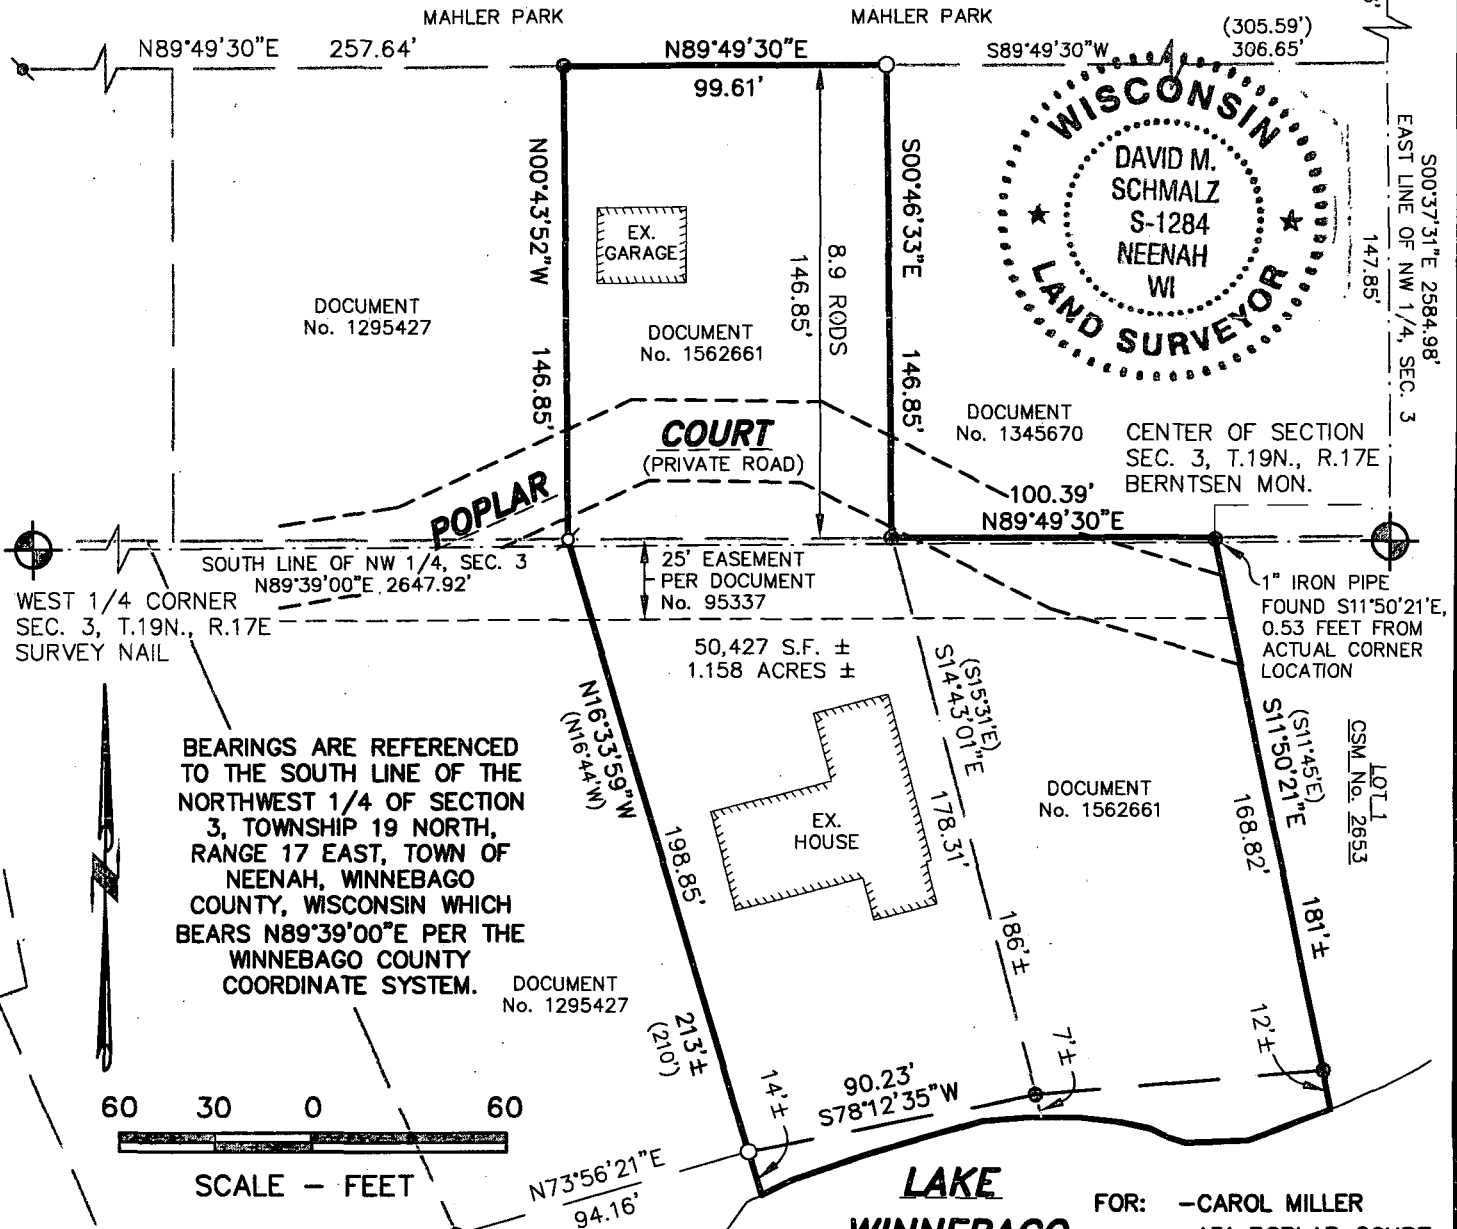 MAHLER PARK
MAHLER PARK
N89°49'30"E 257.64'
N89°49'30"E
99.61'
S89°49'30"W
(305.59')
306.65'
WISCONSIN
LAND SURVEYOR
DAVID M.
SCHMALZ
S-1284
NEENAH
WI
S00°37'31"E 2584.98'
EAST LINE OF NW 1/4, SEC. 3
147.85'
N00°43'52"W
146.85'
EX.
GARAGE
8.9 RODS
146.85'
S00°46'33"E
146.85'
DOCUMENT
No. 1295427
DOCUMENT
No. 1562661
DOCUMENT
No. 1345670
CENTER OF SECTION
SEC. 3, T.19N., R.17E
BERNTSEN MON.
POPLAR
COURT
(PRIVATE ROAD)
100.39'
N89°49'30"E
SOUTH LINE OF NW 1/4, SEC. 3
N89°39'00"E, 2647.92'
WEST 1/4 CORNER
SEC. 3, T.19N., R.17E
SURVEY NAIL
25' EASEMENT
PER DOCUMENT
No. 95337
1" IRON PIPE
FOUND S11°50'21'E,
0.53 FEET FROM
ACTUAL CORNER
LOCATION
50,427 S.F. ±
1.158 ACRES ±
N16°33'59"W
(N16°44'W)
198.85'
213'±
(210')
(S15°31'E)
S14°43'01"E
178.31'
186'±
(S11°45'E)
S11°50'21"E
168.82'
181'±
LOT 1
CSM No. 2653
BEARINGS ARE REFERENCED
TO THE SOUTH LINE OF THE
NORTHWEST 1/4 OF SECTION
3, TOWNSHIP 19 NORTH,
RANGE 17 EAST, TOWN OF
NEENAH, WINNEBAGO
COUNTY, WISCONSIN WHICH
BEARS N89°39'00"E PER THE
WINNEBAGO COUNTY
COORDINATE SYSTEM.
EX.
HOUSE
DOCUMENT
No. 1562661
DOCUMENT
No. 1295427
14'±
7'±
12'±
90.23'
S78°12'35"W
60 30 0 60
SCALE – FEET
N73°56'21"E
94.16'
LAKE
WINNEBAGO
FOR: –CAROL MILLER